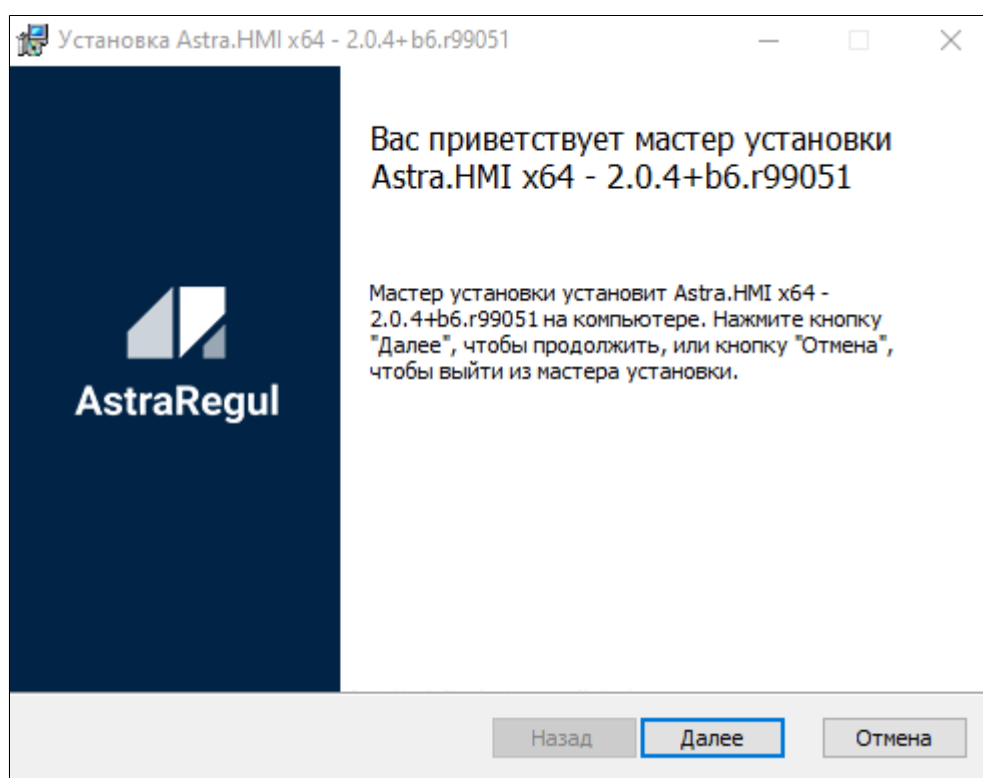 Установка Astra.HMI x64 - 2.0.4+b6.r99051
Вас приветствует мастер установки
Astra.HMI x64 - 2.0.4+b6.r99051
Мастер установки установит Astra.HMI x64 -
2.0.4+b6.r99051 на компьютере. Нажмите кнопку
"Далее", чтобы продолжить, или кнопку "Отмена",
чтобы выйти из мастера установки.
AstraRegul
Назад Далее Отмена